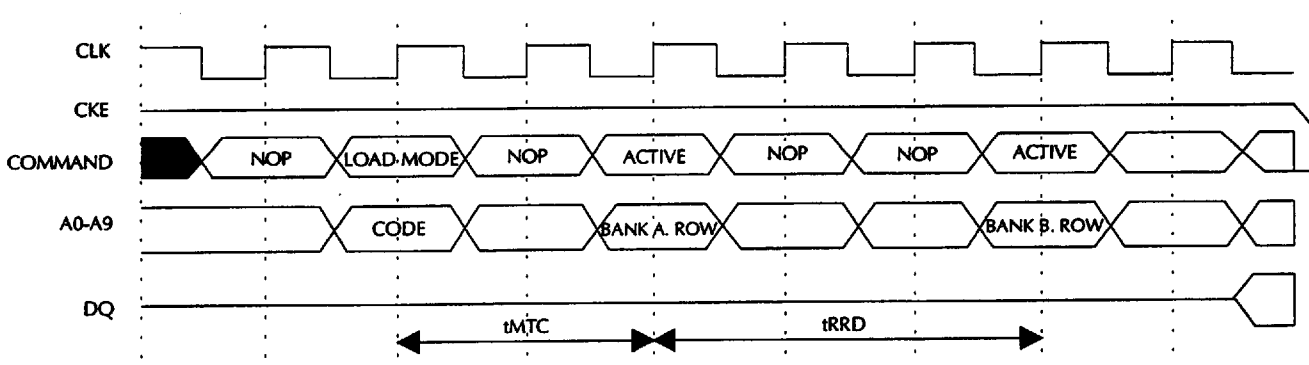 CLK
CKE
COMMAND NOP LOAD MODE NOP ACTIVE NOP NOP ACTIVE
A0-A9 CODE BANK A. ROW BANK B. ROW
DQ
tMTC tRRD